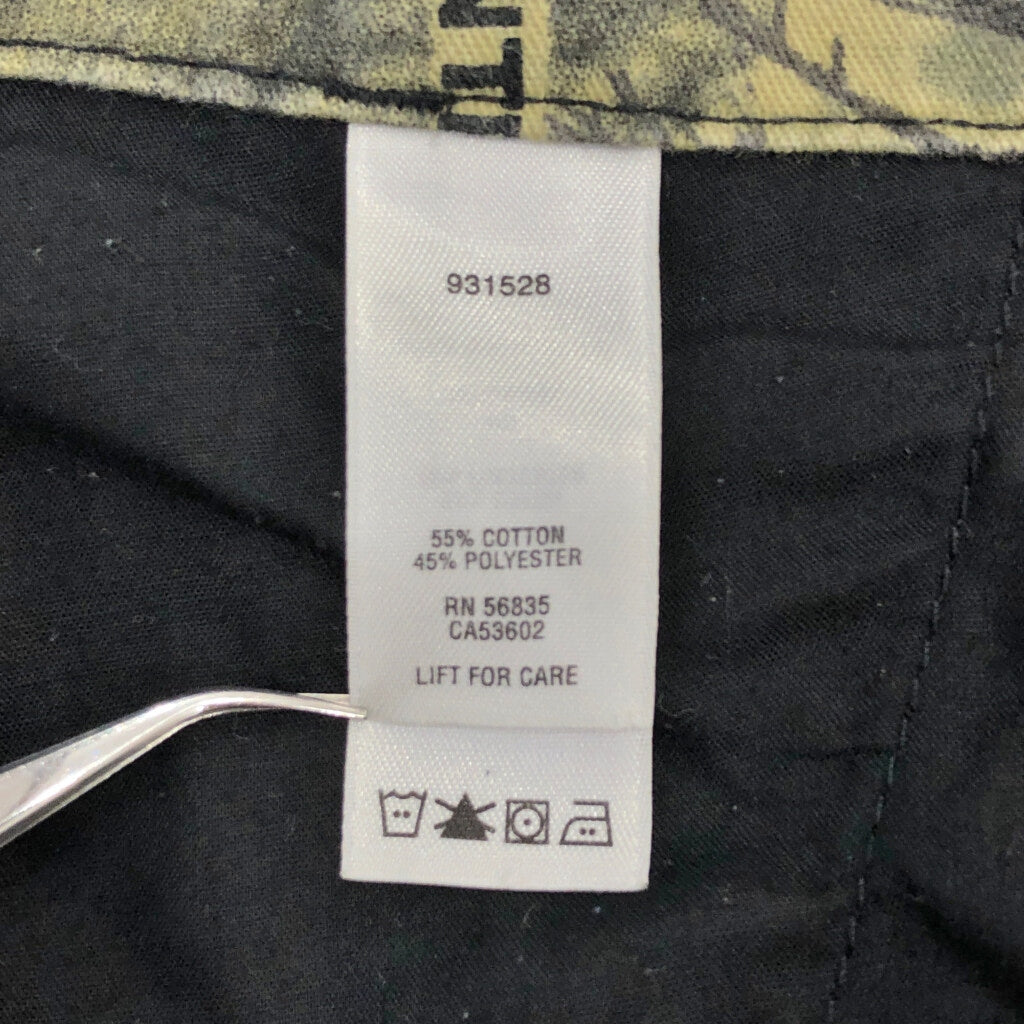 931528
55% COTTON
45% POLYESTER
RN 56835
CA53602
LIFT FOR CARE